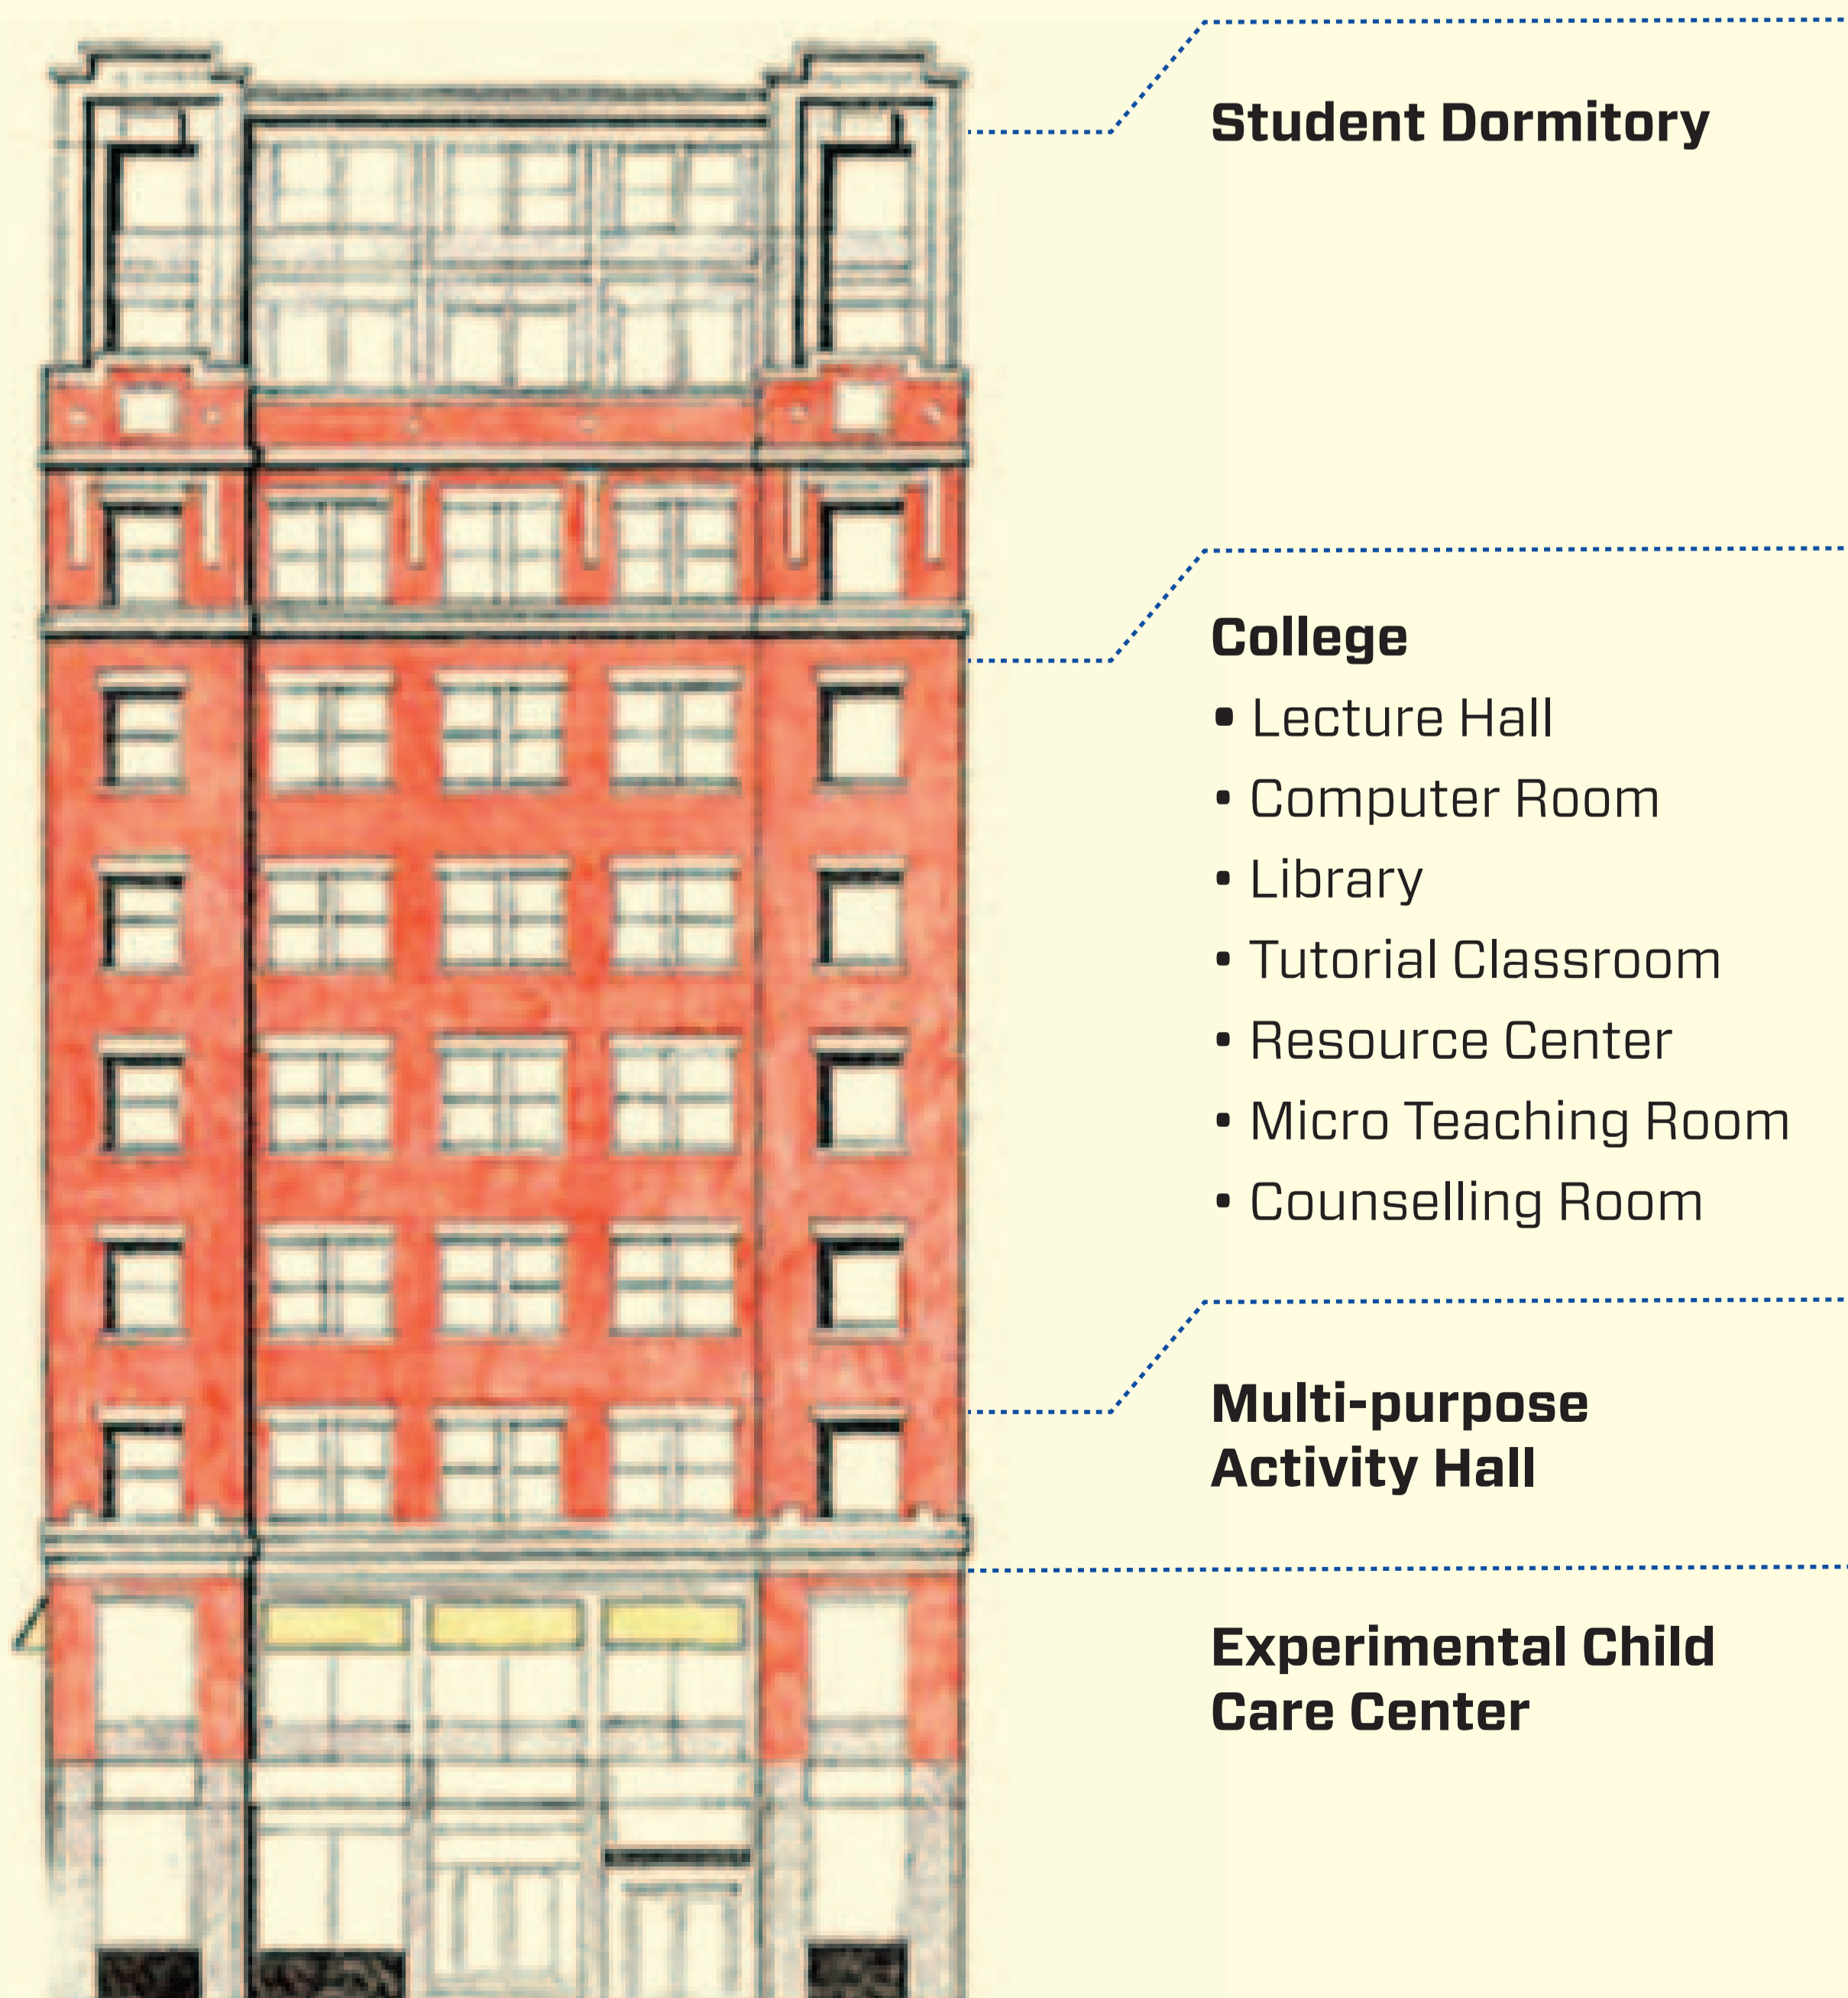 Student Dormitory
College
• Lecture Hall
• Computer Room
• Library
• Tutorial Classroom
• Resource Center
• Micro Teaching Room
• Counselling Room
Multi-purpose
Activity Hall
Experimental Child
Care Center